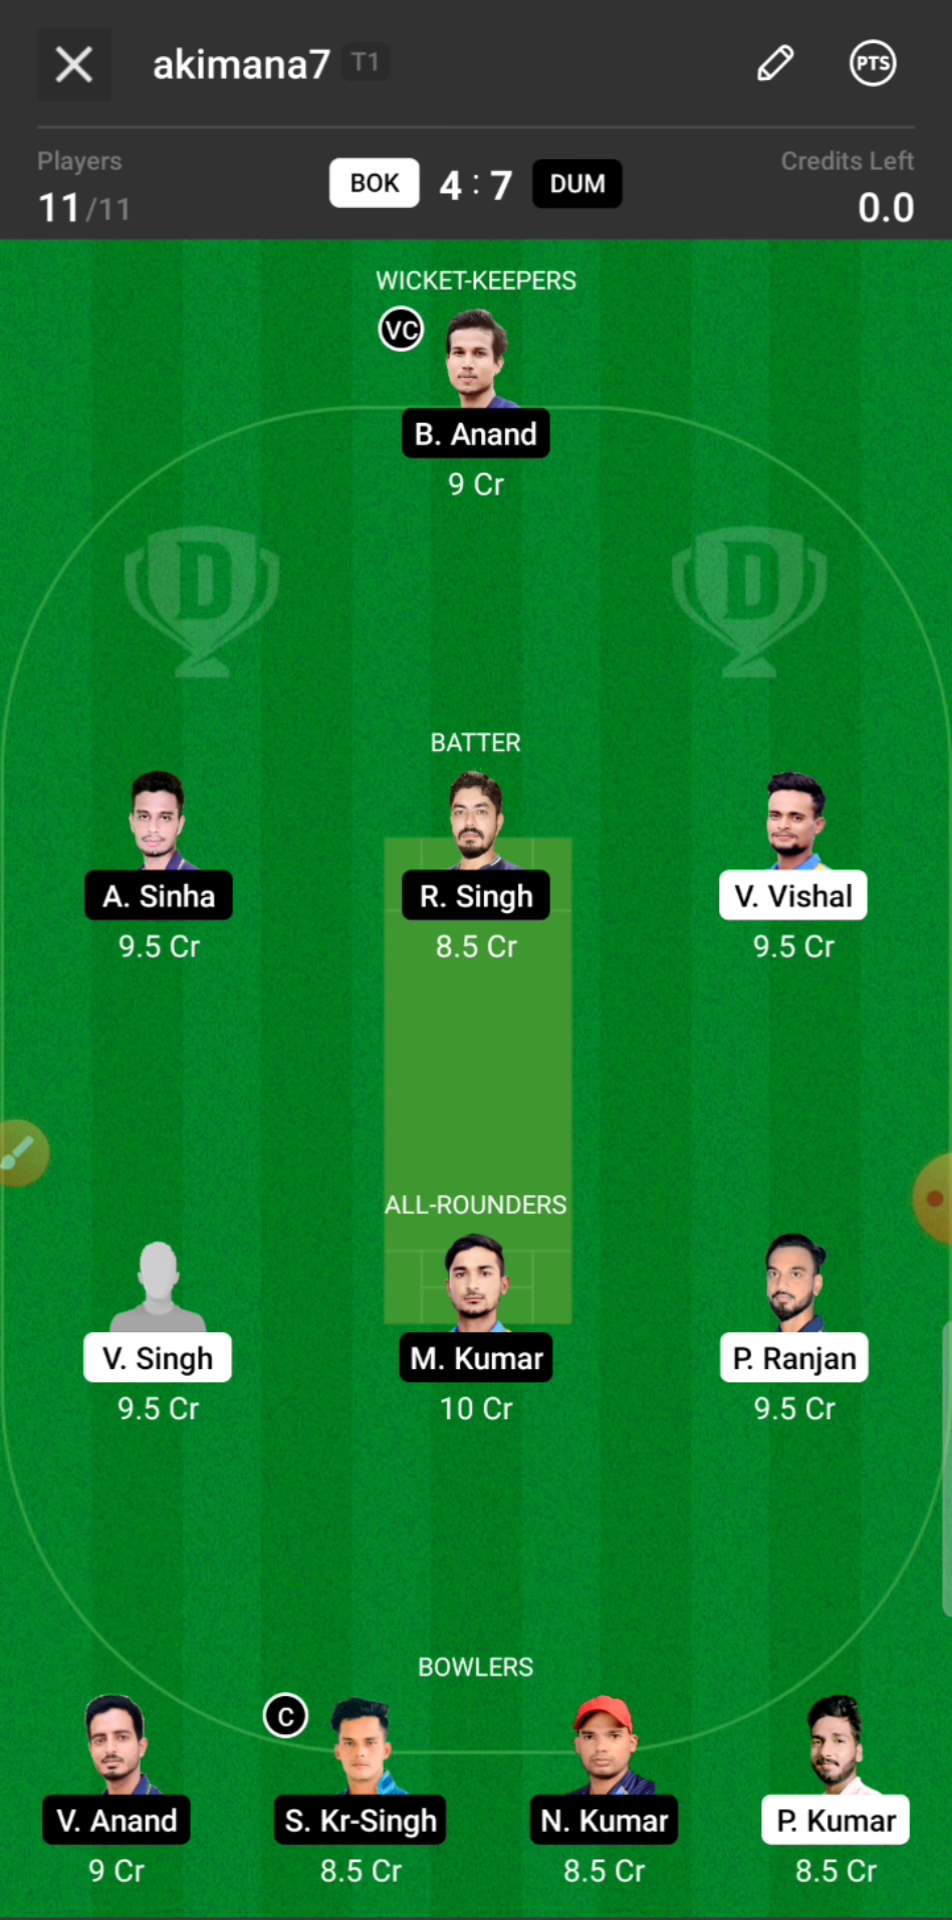 akimana7 T1 PTS
Players Credits Left
11/11 BOK 4 : 7 DUM 0.0
WICKET-KEEPERS
VC
B. Anand
9 Cr
D D
BATTER
A. Sinha R. Singh V. Vishal
9.5 Cr 8.5 Cr 9.5 Cr
ALL-ROUNDERS
V. Singh M. Kumar P. Ranjan
9.5 Cr 10 Cr 9.5 Cr
BOWLERS
C
V. Anand S. Kr-Singh N. Kumar P. Kumar
9 Cr 8.5 Cr 8.5 Cr 8.5 Cr